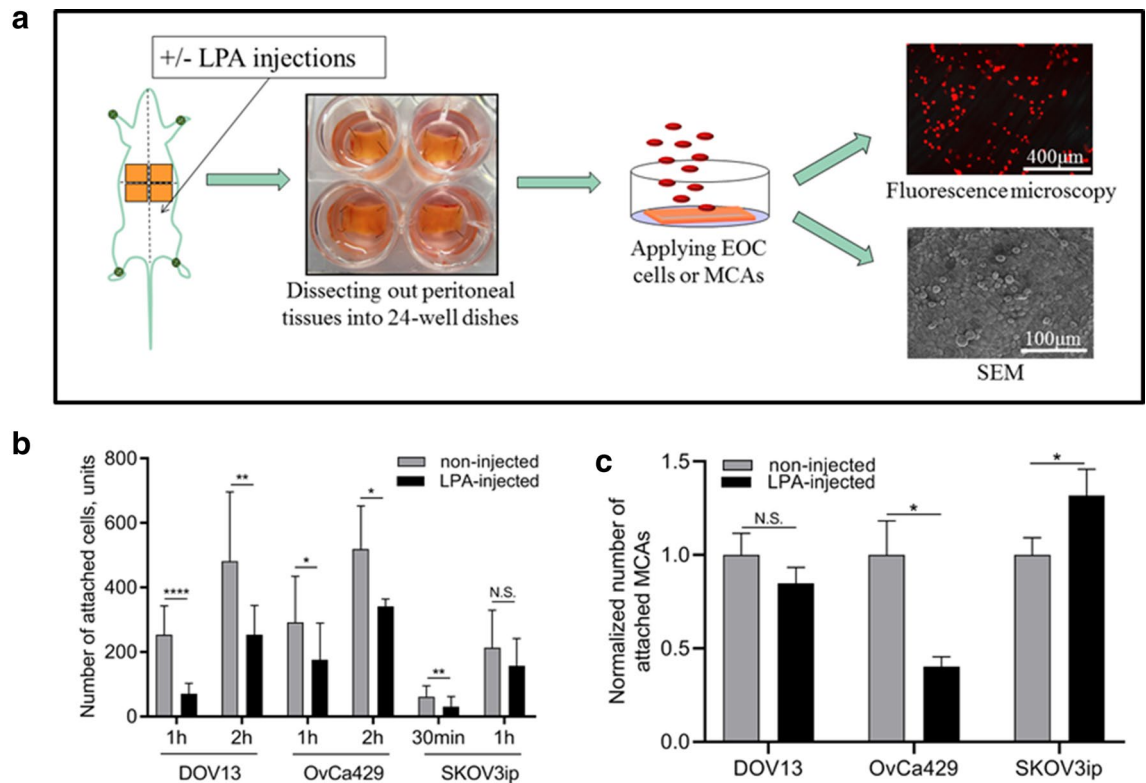 a
+/- LPA injections
Dissecting out peritoneal
tissues into 24-well dishes
Applying EOC
cells or MCAs
400μm
Fluorescence microscopy
100μm
SEM
b
Number of attached cells, units
800
600
400
200
0
non-injected
LPA-injected
****
**
*
*
**
N.S.
1h 2h 1h 2h 30min 1h
DOV13 OvCa429 SKOV3ip
c
Normalized number of
attached MCAs
1.5
1.0
0.5
0.0
non-injected
LPA-injected
N.S.
*
*
DOV13 OvCa429 SKOV3ip